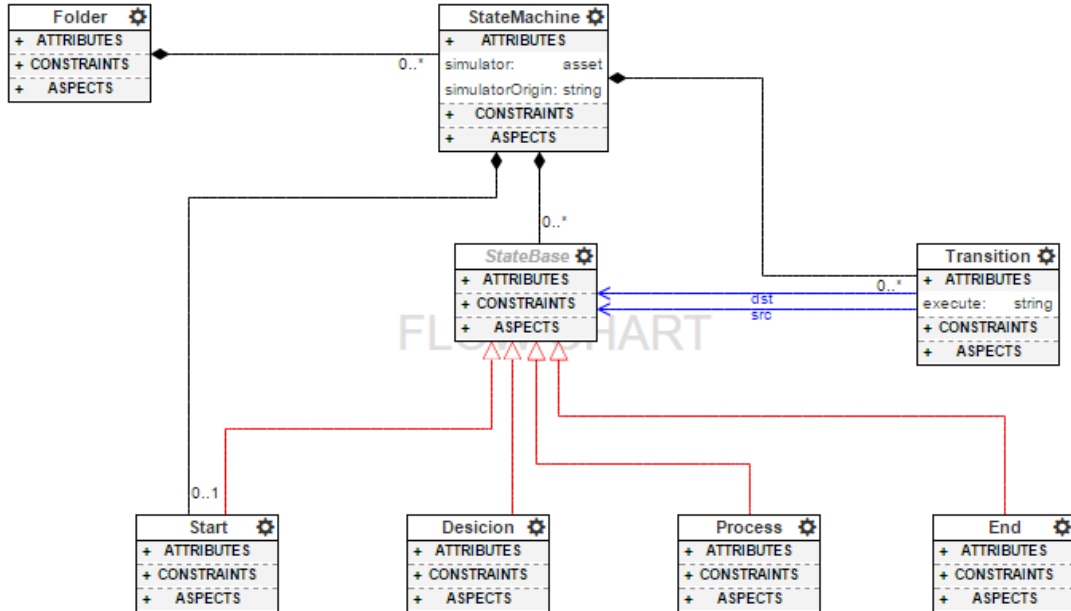 Folder
+ ATTRIBUTES
+ CONSTRAINTS
+ ASPECTS
0..*
StateMachine
+ ATTRIBUTES
simulator: asset
simulatorOrigin: string
+ CONSTRAINTS
+ ASPECTS
0..*
StateBase
+ ATTRIBUTES
+ CONSTRAINTS
+ ASPECTS
0..*
dst
src
Transition
+ ATTRIBUTES
execute: string
+ CONSTRAINTS
+ ASPECTS
FLOWCHART
0..1
Start
+ ATTRIBUTES
+ CONSTRAINTS
+ ASPECTS
Desicion
+ ATTRIBUTES
+ CONSTRAINTS
+ ASPECTS
Process
+ ATTRIBUTES
+ CONSTRAINTS
+ ASPECTS
End
+ ATTRIBUTES
+ CONSTRAINTS
+ ASPECTS